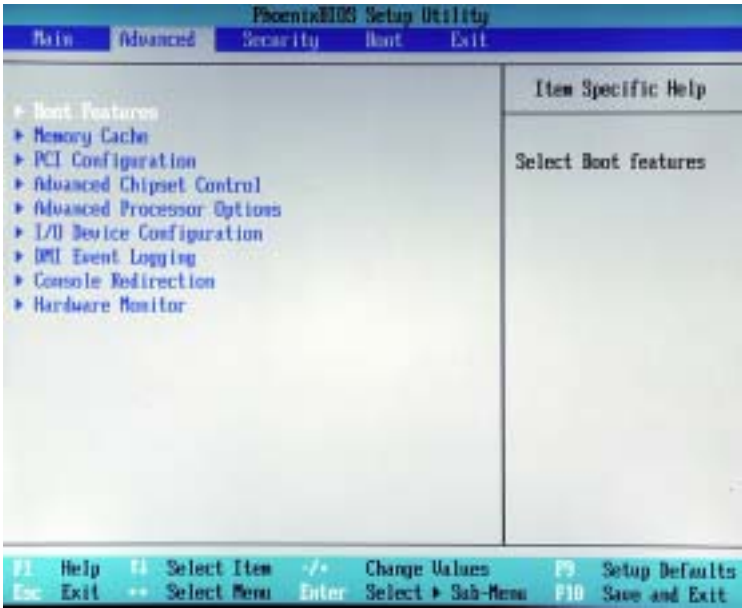 PhoenixBIOS Setup Utility
Main Advanced Security Boot Exit
Item Specific Help
▶ Boot Features
▶ Memory Cache
▶ PCI Configuration
▶ Advanced Chipset Control
▶ Advanced Processor Options
▶ I/O Device Configuration
▶ DMI Event Logging
▶ Console Redirection
▶ Hardware Monitor
Select Boot features
F1 Help ↑↓ Select Item -/+ Change Values F9 Setup Defaults
Esc Exit ↔ Select Menu Enter Select ▶ Sub-Menu F10 Save and Exit